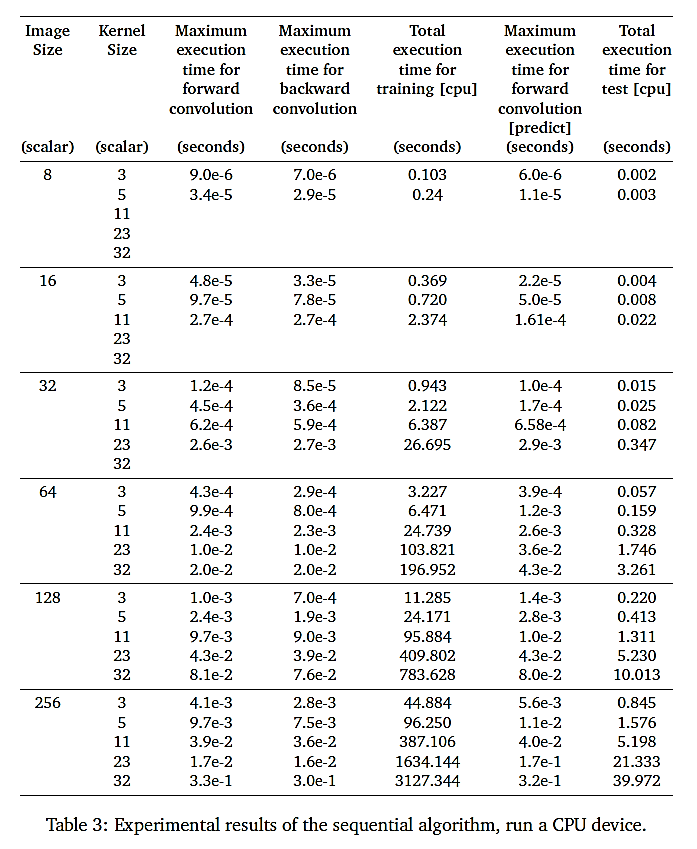 Image Kernel Maximum Maximum Total Maximum Total
Size Size execution execution execution execution execution
time for time for time for time for time for
forward backward training [cpu] forward test [cpu]
convolution convolution convolution
[predict]
(scalar) (scalar) (seconds) (seconds) (seconds) (seconds) (seconds)
8 3 9.0e-6 7.0e-6 0.103 6.0e-6 0.002
5 3.4e-5 2.9e-5 0.24 1.1e-5 0.003
11
23
32
16 3 4.8e-5 3.3e-5 0.369 2.2e-5 0.004
5 9.7e-5 7.8e-5 0.720 5.0e-5 0.008
11 2.7e-4 2.7e-4 2.374 1.61e-4 0.022
23
32
32 3 1.2e-4 8.5e-5 0.943 1.0e-4 0.015
5 4.5e-4 3.6e-4 2.122 1.7e-4 0.025
11 6.2e-4 5.9e-4 6.387 6.58e-4 0.082
23 2.6e-3 2.7e-3 26.695 2.9e-3 0.347
32
64 3 4.3e-4 2.9e-4 3.227 3.9e-4 0.057
5 9.9e-4 8.0e-4 6.471 1.2e-3 0.159
11 2.4e-3 2.3e-3 24.739 2.6e-3 0.328
23 1.0e-2 1.0e-2 103.821 3.6e-2 1.746
32 2.0e-2 2.0e-2 196.952 4.3e-2 3.261
128 3 1.0e-3 7.0e-4 11.285 1.4e-3 0.220
5 2.4e-3 1.9e-3 24.171 2.8e-3 0.413
11 9.7e-3 9.0e-3 95.884 1.0e-2 1.311
23 4.3e-2 3.9e-2 409.802 4.3e-2 5.230
32 8.1e-2 7.6e-2 783.628 8.0e-2 10.013
256 3 4.1e-3 2.8e-3 44.884 5.6e-3 0.845
5 9.7e-3 7.5e-3 96.250 1.1e-2 1.576
11 3.9e-2 3.6e-2 387.106 4.0e-2 5.198
23 1.7e-2 1.6e-2 1634.144 1.7e-1 21.333
32 3.3e-1 3.0e-1 3127.344 3.2e-1 39.972
Table 3: Experimental results of the sequential algorithm, run a CPU device.